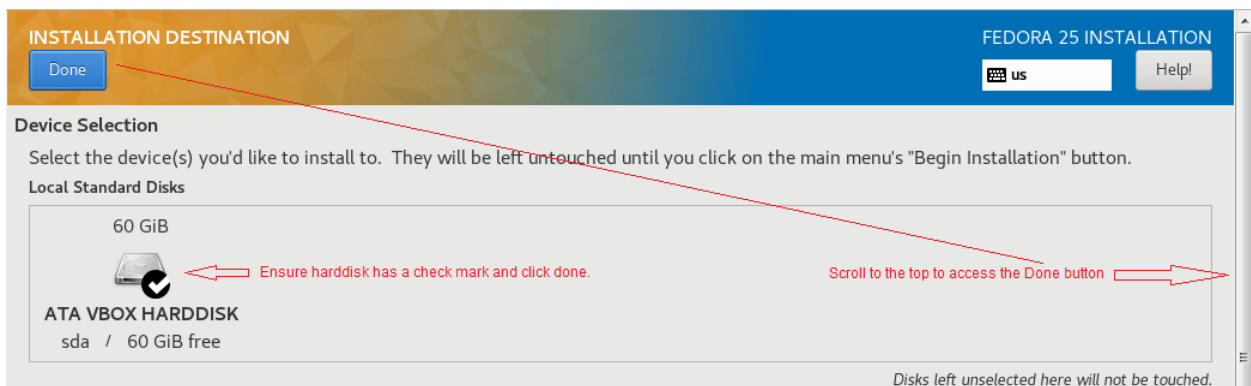 INSTALLATION DESTINATION
FEDORA 25 INSTALLATION
Done
us
Help!
Device Selection
Select the device(s) you'd like to install to.  They will be left untouched until you click on the main menu's "Begin Installation" button.
Local Standard Disks
60 GiB
Ensure harddisk has a check mark and click done.
Scroll to the top to access the Done button
ATA VBOX HARDDISK
sda / 60 GiB free
Disks left unselected here will not be touched.